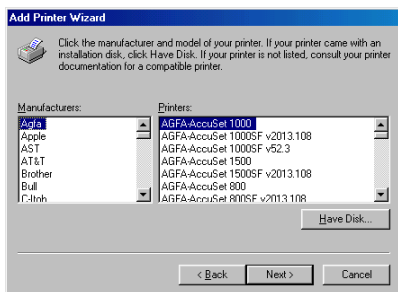 Add Printer Wizard
Click the manufacturer and model of your printer. If your printer came with an
installation disk, click Have Disk. If your printer is not listed, consult your printer
documentation for a compatible printer.
Manufacturers:
Printers:
Agfa
Apple
AST
AT&T
Brother
Bull
C-Itoh
AGFA-AccuSet 1000
AGFA-AccuSet 1000SF v2013.108
AGFA-AccuSet 1000SF v52.3
AGFA-AccuSet 1500
AGFA-AccuSet 1500SF v2013.108
AGFA-AccuSet 800
AGFA-AccuSet 800SF v2013.108
Have Disk...
< Back
Next >
Cancel